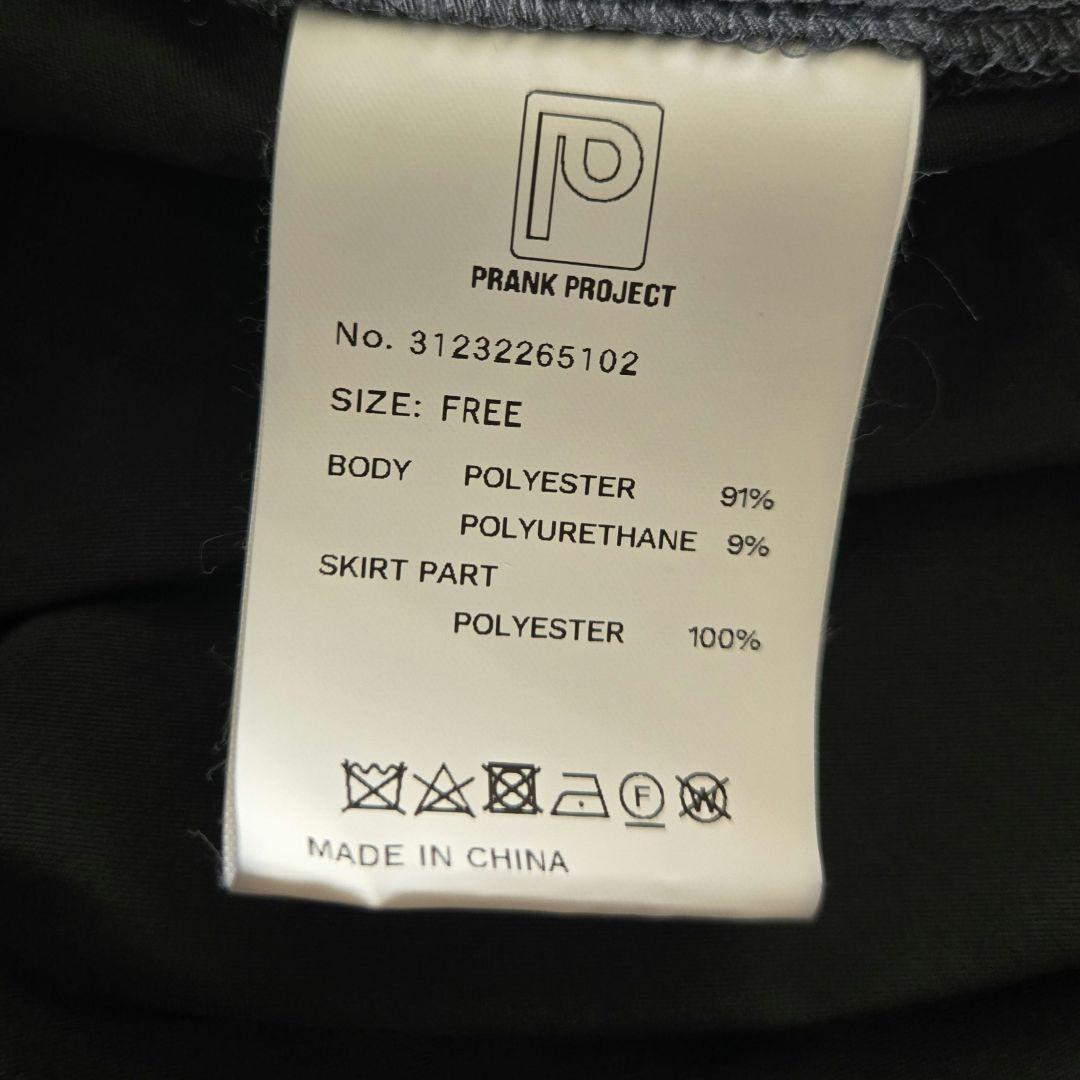 P
PRANK PROJECT
No. 31232265102
SIZE: FREE
BODY POLYESTER 91%
POLYURETHANE 9%
SKIRT PART
POLYESTER 100%
F W
MADE IN CHINA